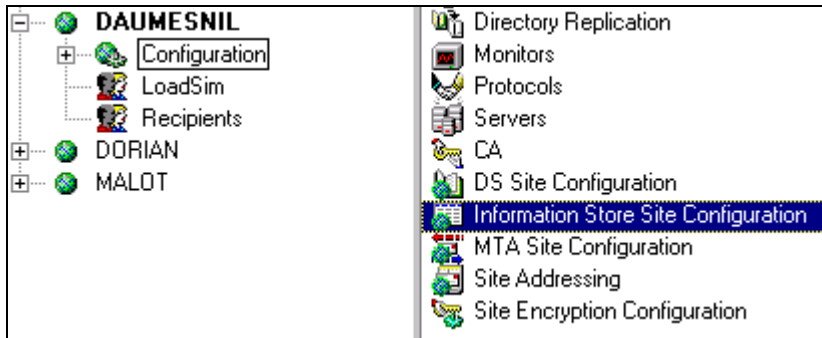 DAUMESNIL
Configuration
LoadSim
Recipients
DORIAN
MALOT
Directory Replication
Monitors
Protocols
Servers
CA
DS Site Configuration
Information Store Site Configuration
MTA Site Configuration
Site Addressing
Site Encryption Configuration